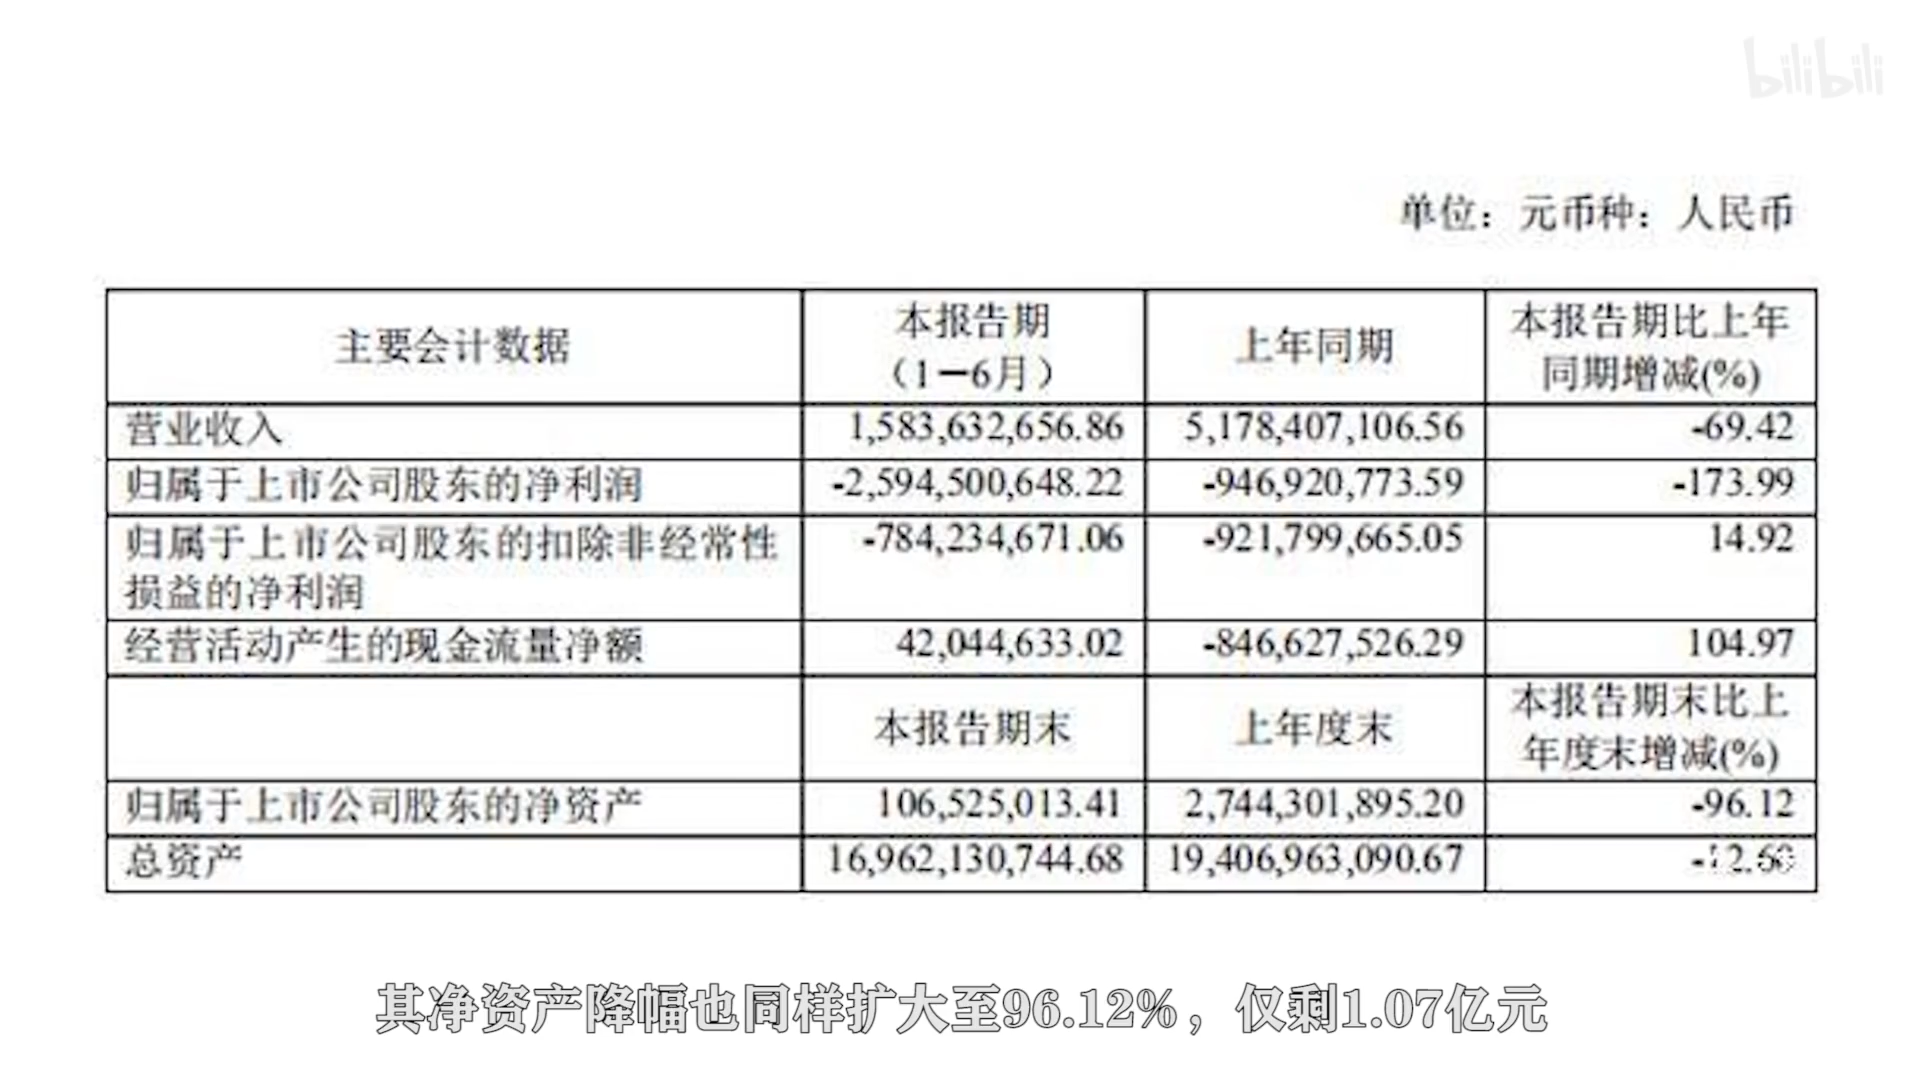 bilibili
单位：元币种：人民币
主要会计数据 本报告期（1－6月） 上年同期 本报告期比上年同期增减(%)
营业收入 1,583,632,656.86 5,178,407,106.56 -69.42
归属于上市公司股东的净利润 -2,594,500,648.22 -946,920,773.59 -173.99
归属于上市公司股东的扣除非经常性损益的净利润 -784,234,671.06 -921,799,665.05 14.92
经营活动产生的现金流量净额 42,044,633.02 -846,627,526.29 104.97
本报告期末 上年度末 本报告期末比上年度末增减(%)
归属于上市公司股东的净资产 106,525,013.41 2,744,301,895.20 -96.12
总资产 16,962,130,744.68 19,406,963,090.67 -12.60
其净资产降幅也同样扩大至96.12%，仅剩1.07亿元